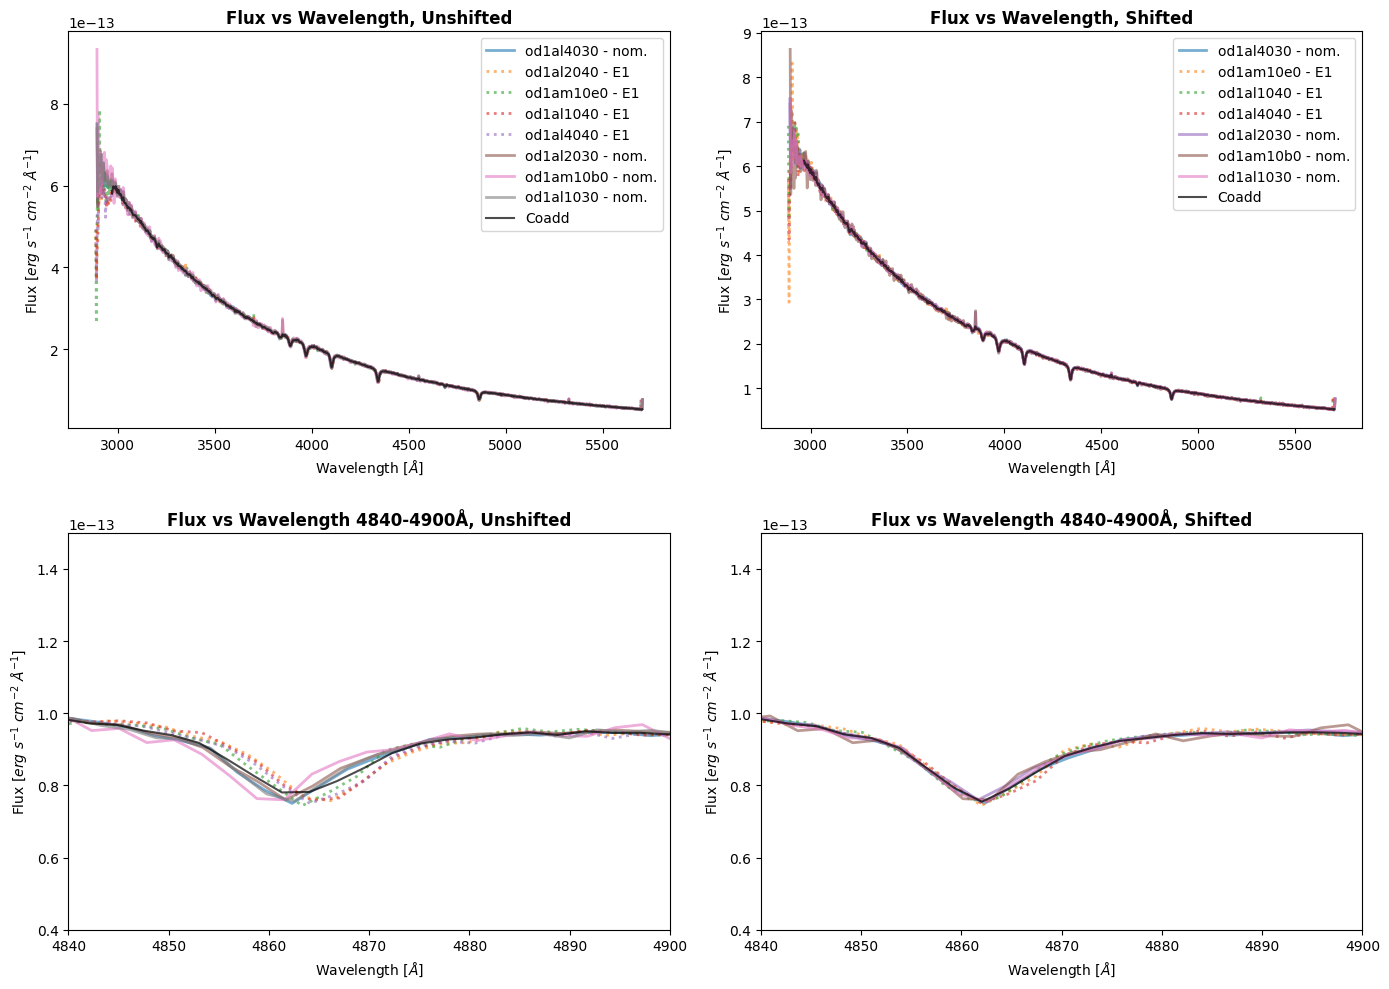 Flux vs Wavelength, Unshifted
1e−13
Flux [erg s⁻¹ cm⁻² Å⁻¹]
8
6
4
2
od1al4030 - nom.
od1al2040 - E1
od1am10e0 - E1
od1al1040 - E1
od1al4040 - E1
od1al2030 - nom.
od1am10b0 - nom.
od1al1030 - nom.
Coadd
3000 3500 4000 4500 5000 5500
Wavelength [Å]
Flux vs Wavelength, Shifted
1e−13
Flux [erg s⁻¹ cm⁻² Å⁻¹]
9
8
7
6
5
4
3
2
1
od1al4030 - nom.
od1am10e0 - E1
od1al1040 - E1
od1al4040 - E1
od1al2030 - nom.
od1am10b0 - nom.
od1al1030 - nom.
Coadd
3000 3500 4000 4500 5000 5500
Wavelength [Å]
Flux vs Wavelength 4840-4900Å, Unshifted
1e−13
Flux [erg s⁻¹ cm⁻² Å⁻¹]
1.4
1.2
1.0
0.8
0.6
0.4
4840 4850 4860 4870 4880 4890 4900
Wavelength [Å]
Flux vs Wavelength 4840-4900Å, Shifted
1e−13
Flux [erg s⁻¹ cm⁻² Å⁻¹]
1.4
1.2
1.0
0.8
0.6
0.4
4840 4850 4860 4870 4880 4890 4900
Wavelength [Å]